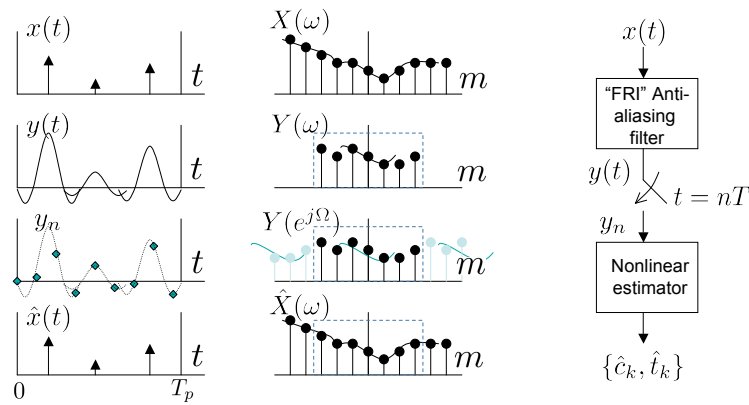 x(t)
t
y(t)
t
y_n
t
x̂(t)
t
0
T_p
X(ω)
m
Y(ω)
m
Y(e^{jΩ})
m
X̂(ω)
m
x(t)
"FRI" Anti-
aliasing
filter
y(t)
t = nT
y_n
Nonlinear
estimator
{ĉ_k, t̂_k}